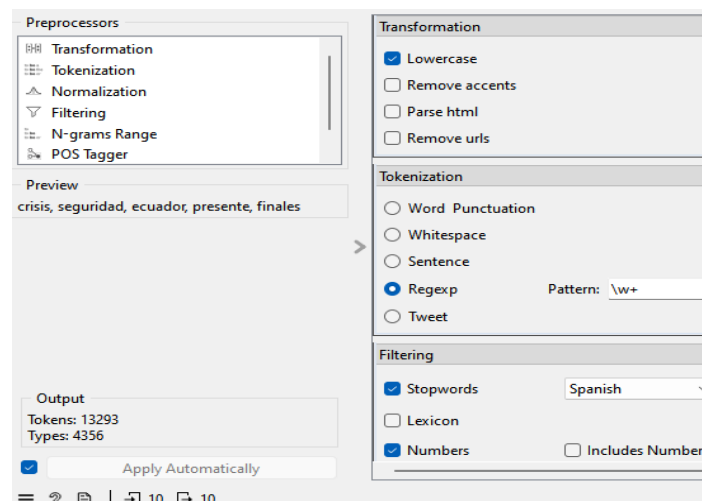 Preprocessors
Transformation
Tokenization
Normalization
Filtering
N-grams Range
POS Tagger
Preview
crisis, seguridad, ecuador, presente, finales
Output
Tokens: 13293
Types: 4356
Apply Automatically
10 10
Transformation
Lowercase
Remove accents
Parse html
Remove urls
Tokenization
Word Punctuation
Whitespace
Sentence
Regexp Pattern: \w+
Tweet
Filtering
Stopwords Spanish
Lexicon
Numbers Includes Number